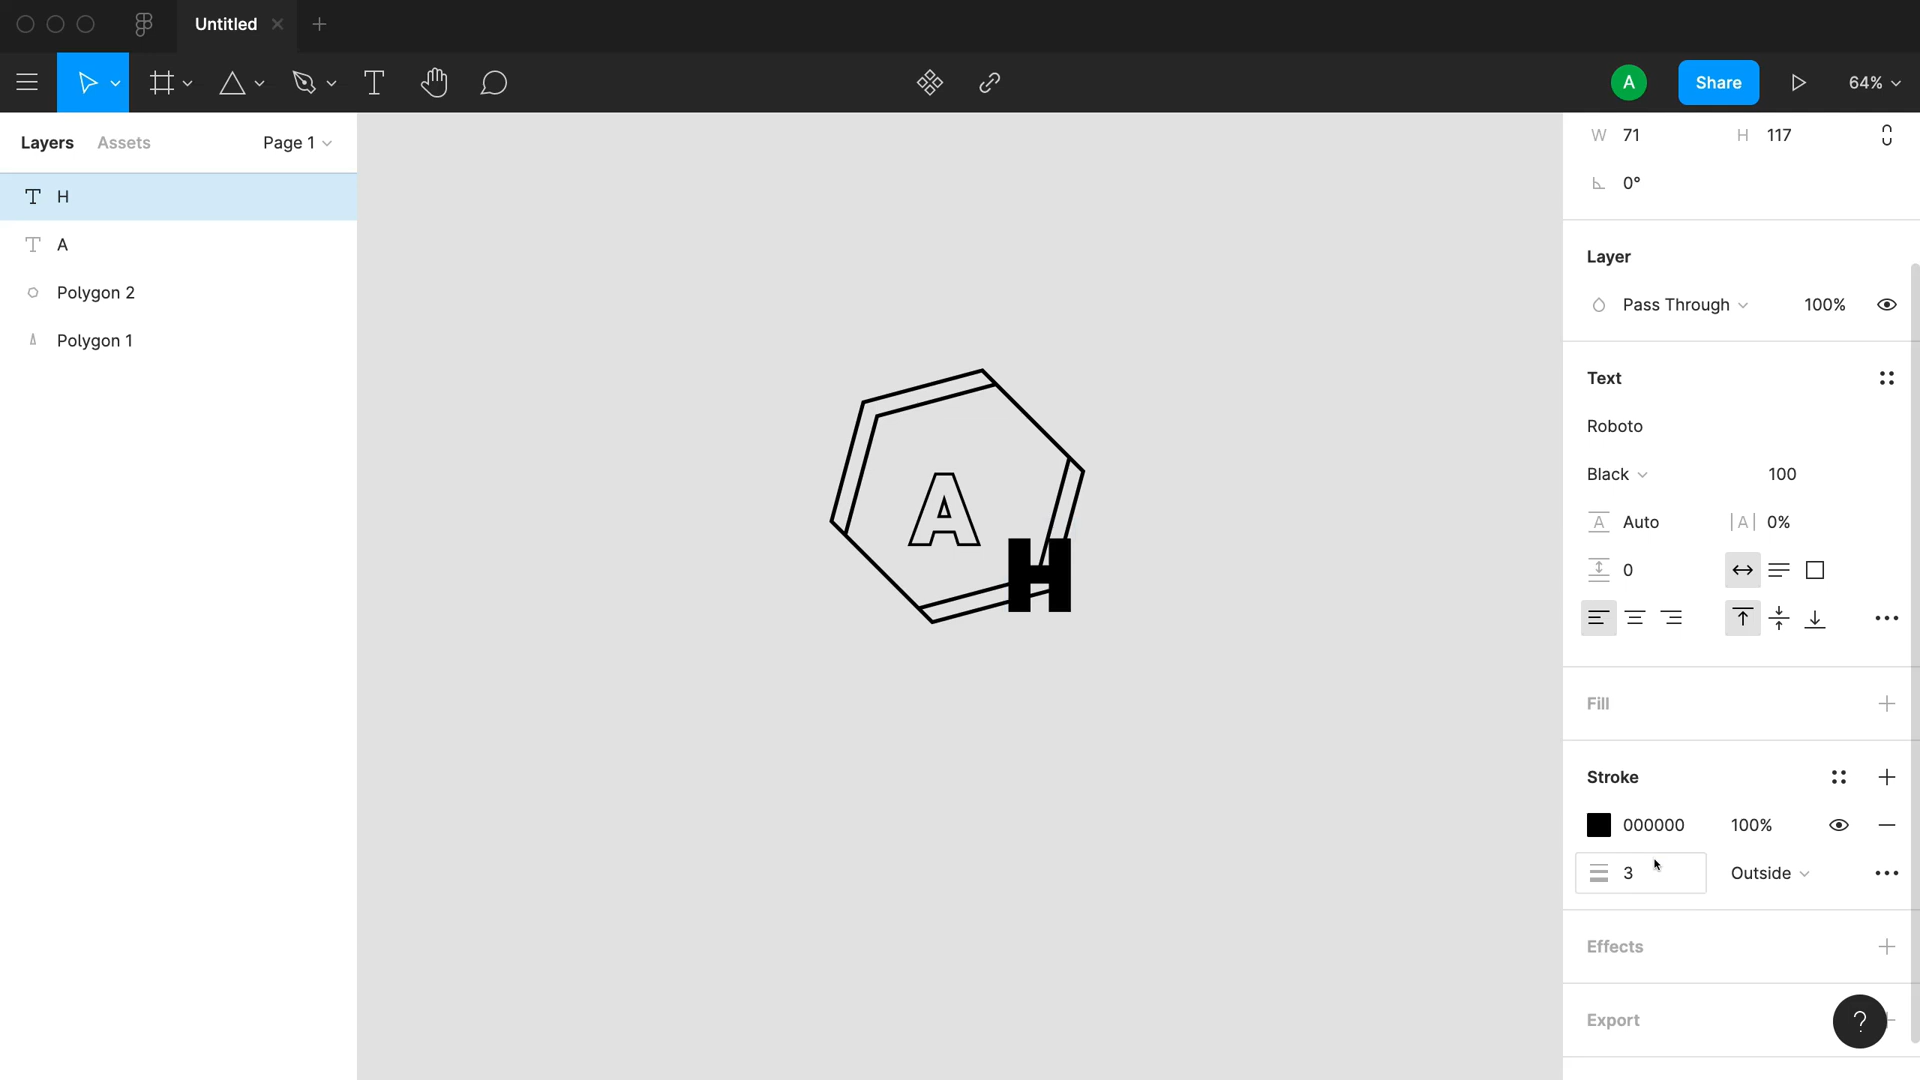 Untitled
A
Share
64%
Layers
Assets
Page 1
W 71
H 117
0°
H
A
Polygon 2
Polygon 1
Layer
Pass Through
100%
Text
Roboto
Black
100
A Auto
|A| 0%
0
Fill
Stroke
000000
100%
3
Outside
Effects
Export
?
A
H